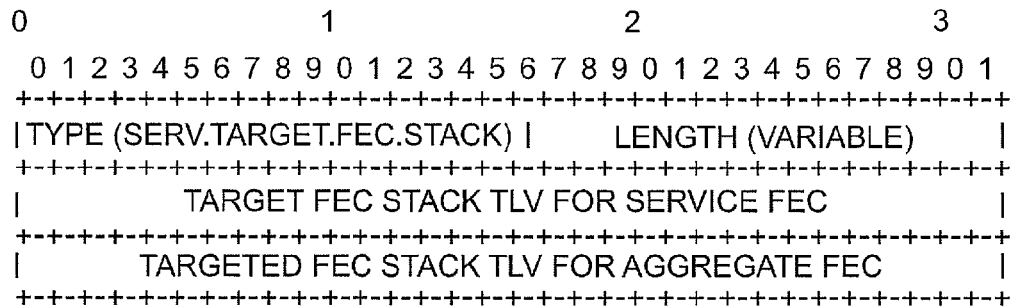 0 1 2 3
0 1 2 3 4 5 6 7 8 9 0 1 2 3 4 5 6 7 8 9 0 1 2 3 4 5 6 7 8 9 0 1
+-+-+-+-+-+-+-+-+-+-+-+-+-+-+-+-+-+-+-+-+-+-+-+-+-+-+-+-+-+-+-+-+
| TYPE (SERV.TARGET.FEC.STACK) | LENGTH (VARIABLE) |
+-+-+-+-+-+-+-+-+-+-+-+-+-+-+-+-+-+-+-+-+-+-+-+-+-+-+-+-+-+-+-+-+
| TARGET FEC STACK TLV FOR SERVICE FEC |
+-+-+-+-+-+-+-+-+-+-+-+-+-+-+-+-+-+-+-+-+-+-+-+-+-+-+-+-+-+-+-+-+
| TARGETED FEC STACK TLV FOR AGGREGATE FEC |
+-+-+-+-+-+-+-+-+-+-+-+-+-+-+-+-+-+-+-+-+-+-+-+-+-+-+-+-+-+-+-+-+